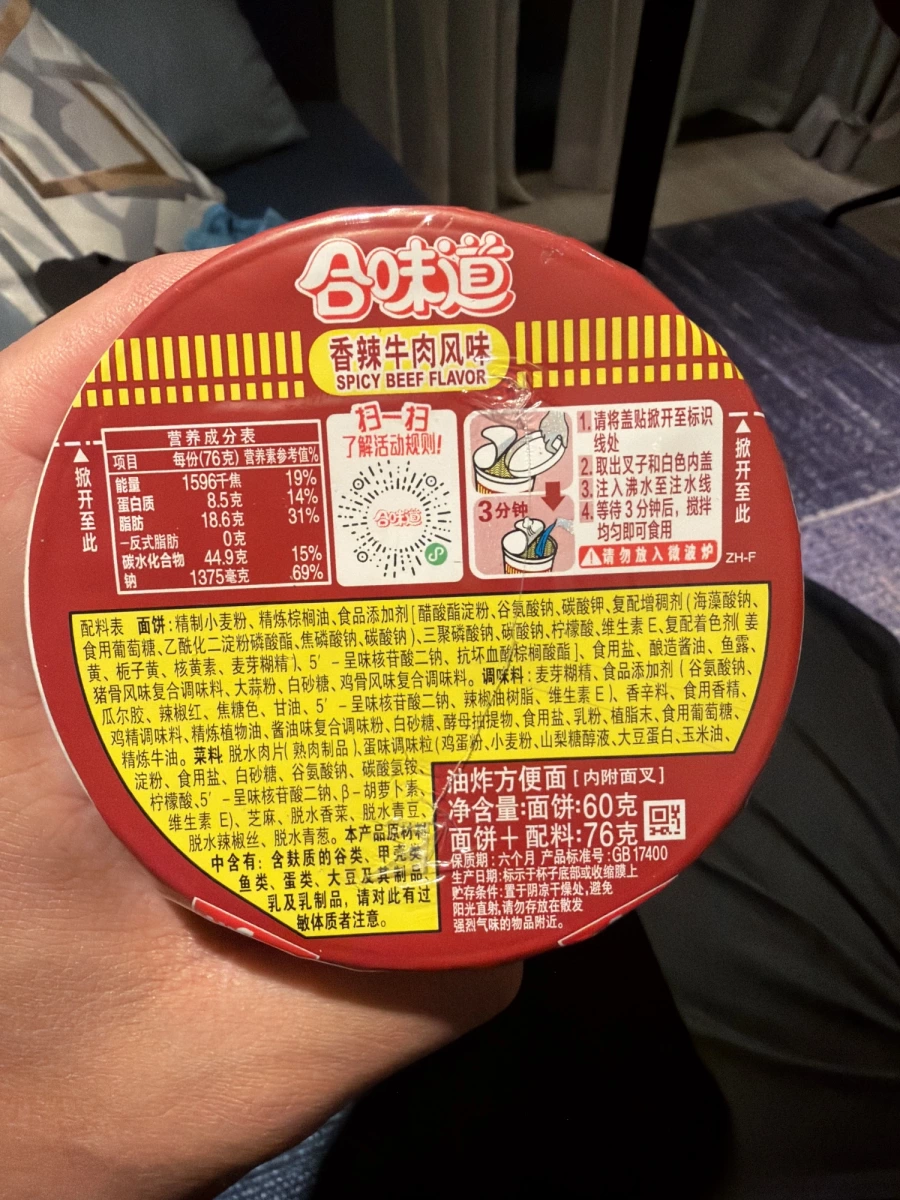 合味道
香辣牛肉风味
SPICY BEEF FLAVOR
掀开至此
营养成分表
项目 每份(76克) 营养素参考值%
能量 1596千焦 19%
蛋白质 8.5克 14%
脂肪 18.6克 31%
–反式脂肪 0克
碳水化合物 44.9克 15%
钠 1375毫克 69%
扫一扫
了解活动规则!
合味道
3分钟
1. 请将盖贴掀开至标识
线处
2. 取出叉子和白色内盖
3. 注入沸水至注水线
4. 等待3分钟后，搅拌
均匀即可食用
请勿放入微波炉
掀开至此
ZH-F
配料表 面饼:精制小麦粉、精炼棕榈油、食品添加剂[醋酸酯淀粉、谷氨酸钠、碳酸钾、复配增稠剂(海藻酸钠、
食用葡萄糖、乙酰化二淀粉磷酸酯、焦磷酸钠、碳酸钠)、三聚磷酸钠、碳酸钠、柠檬酸、维生素E、复配着色剂(姜
黄、栀子黄、核黄素、麦芽糊精)、5′–呈味核苷酸二钠、抗坏血酸棕榈酸酯]、食用盐、酿造酱油、鱼露、
猪骨风味复合调味料、大蒜粉、白砂糖、鸡骨风味复合调味料。调味料:麦芽糊精、食品添加剂(谷氨酸钠、
瓜尔胶、辣椒红、焦糖色、甘油、5′–呈味核苷酸二钠、辣椒油树脂、维生素E)、香辛料、食用香精、
鸡精调味料、精炼植物油、酱油味复合调味粉、白砂糖、酵母抽提物、食用盐、乳粉、植脂末、食用葡萄糖、
精炼牛油。菜料:脱水肉片(熟肉制品)、蛋味调味粒(鸡蛋粉、小麦粉、山梨糖醇液、大豆蛋白、玉米油、
淀粉、食用盐、白砂糖、谷氨酸钠、碳酸氢铵、
柠檬酸、5′–呈味核苷酸二钠、β–胡萝卜素、
维生素E)、芝麻、脱水香菜、脱水青豆、
脱水辣椒丝、脱水青葱。本产品原材料
中含有:含麸质的谷类、甲壳类、
鱼类、蛋类、大豆及其制品、
乳及乳制品，请对此有过
敏体质者注意。
油炸方便面[内附面叉]
净含量:面饼:60克
面饼+配料:76克
保质期:六个月 产品标准号:GB 17400
生产日期:标示于杯子底部或收缩膜上
贮存条件:置于阴凉干燥处,避免
阳光直射,请勿存放在散发
强烈气味的物品附近。